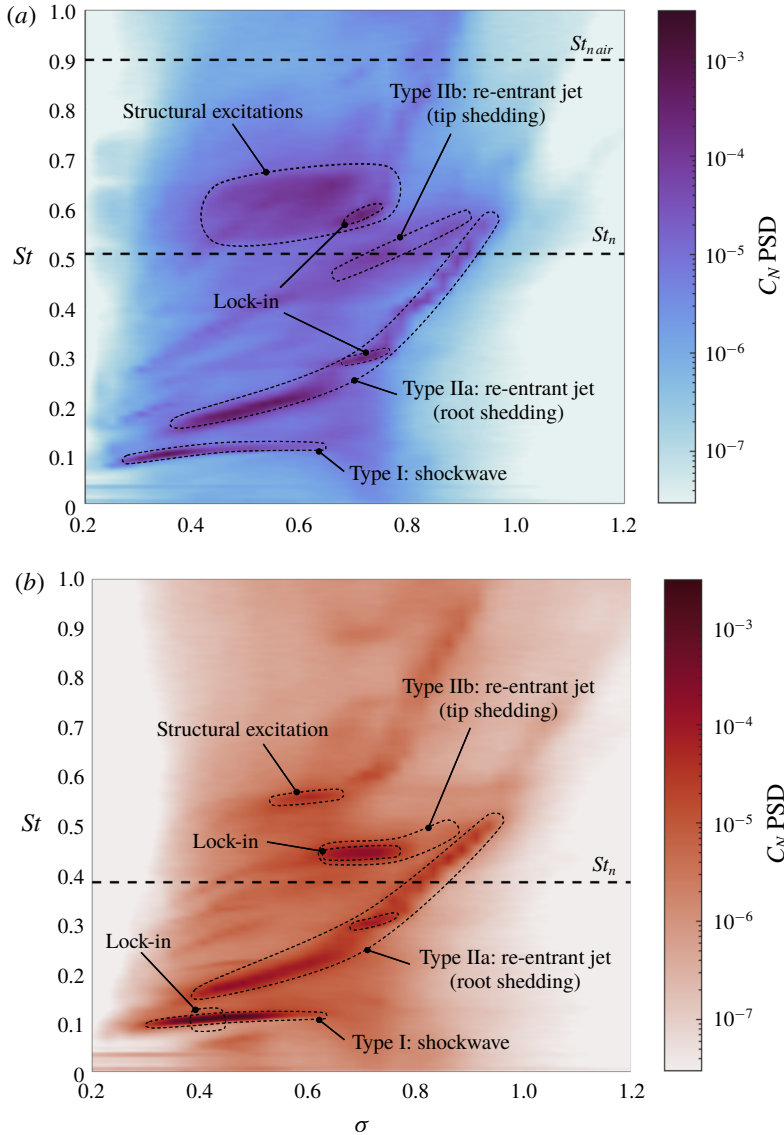 (a)
1.0
0.9
0.8
0.7
0.6
0.5
0.4
0.3
0.2
0.1
0
St
0.2
0.4
0.6
0.8
1.0
1.2
St_{n air}
Type IIb: re-entrant jet
(tip shedding)
Structural excitations
St_n
Lock-in
Type IIa: re-entrant jet
(root shedding)
Type I: shockwave
10^{-3}
10^{-4}
10^{-5}
10^{-6}
10^{-7}
C_N PSD
(b)
1.0
0.9
0.8
0.7
0.6
0.5
0.4
0.3
0.2
0.1
0
St
0.2
0.4
0.6
0.8
1.0
1.2
σ
Type IIb: re-entrant jet
(tip shedding)
Structural excitation
Lock-in
St_n
Lock-in
Type IIa: re-entrant jet
(root shedding)
Type I: shockwave
10^{-3}
10^{-4}
10^{-5}
10^{-6}
10^{-7}
C_N PSD